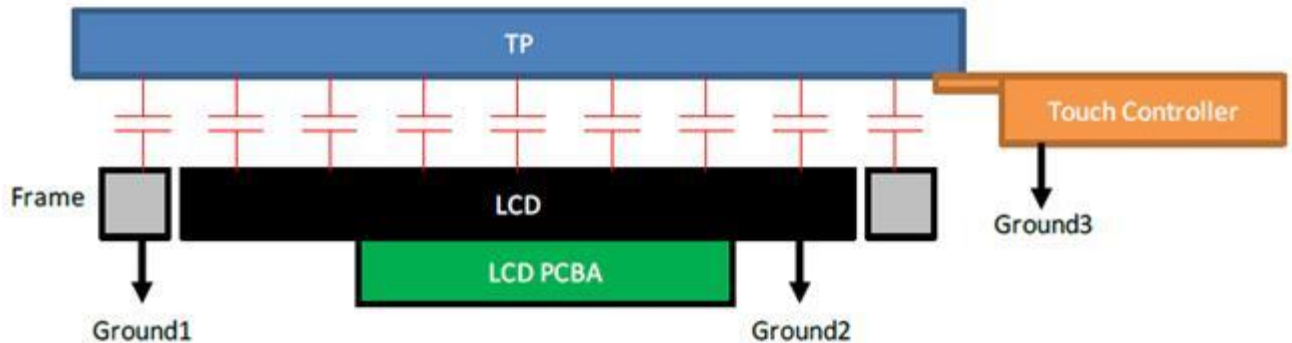 TP
Touch Controller
Frame
LCD
Ground3
LCD PCBA
Ground1
Ground2